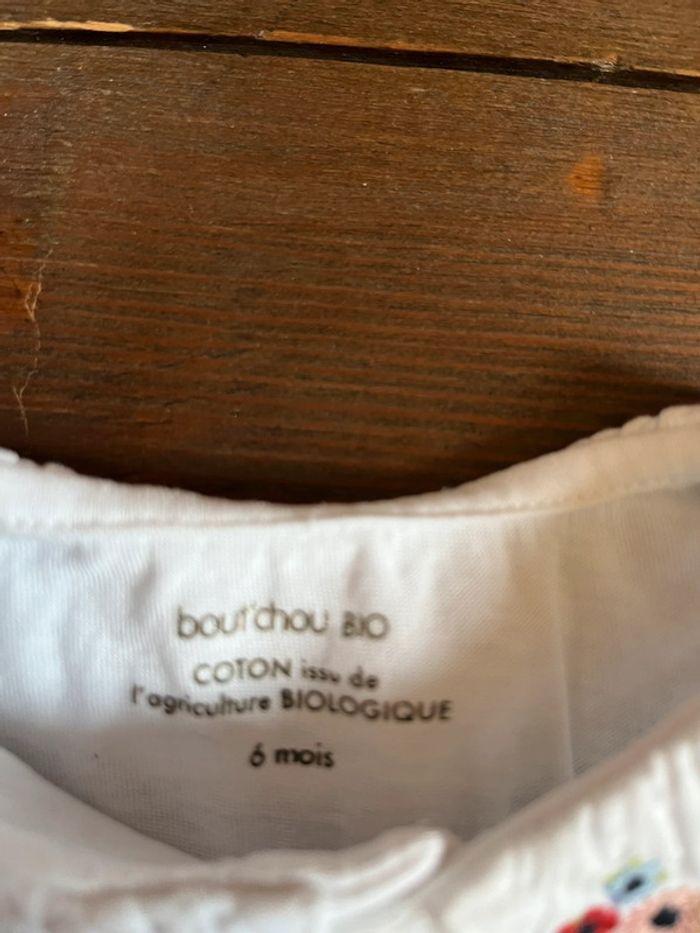 bout'chou BIO
COTON issu de
l'agriculture BIOLOGIQUE
6 mois